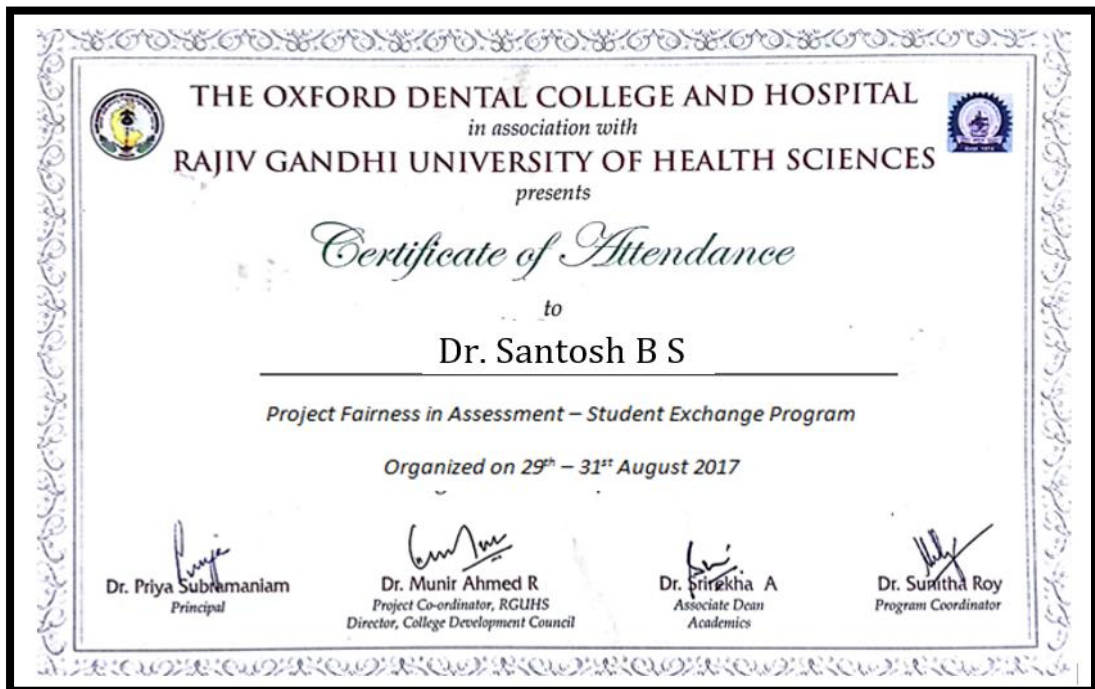 THE OXFORD DENTAL COLLEGE AND HOSPITAL
in association with
RAJIV GANDHI UNIVERSITY OF HEALTH SCIENCES
presents
Certificate of Attendance
to
Dr. Santosh B S
Project Fairness in Assessment – Student Exchange Program
Organized on 29th – 31st August 2017
Dr. Priya Subramaniam
Principal
Dr. Munir Ahmed R
Project Co-ordinator, RGUHS
Director, College Development Council
Dr. Srirekha A
Associate Dean
Academics
Dr. Sunitha Roy
Program Coordinator